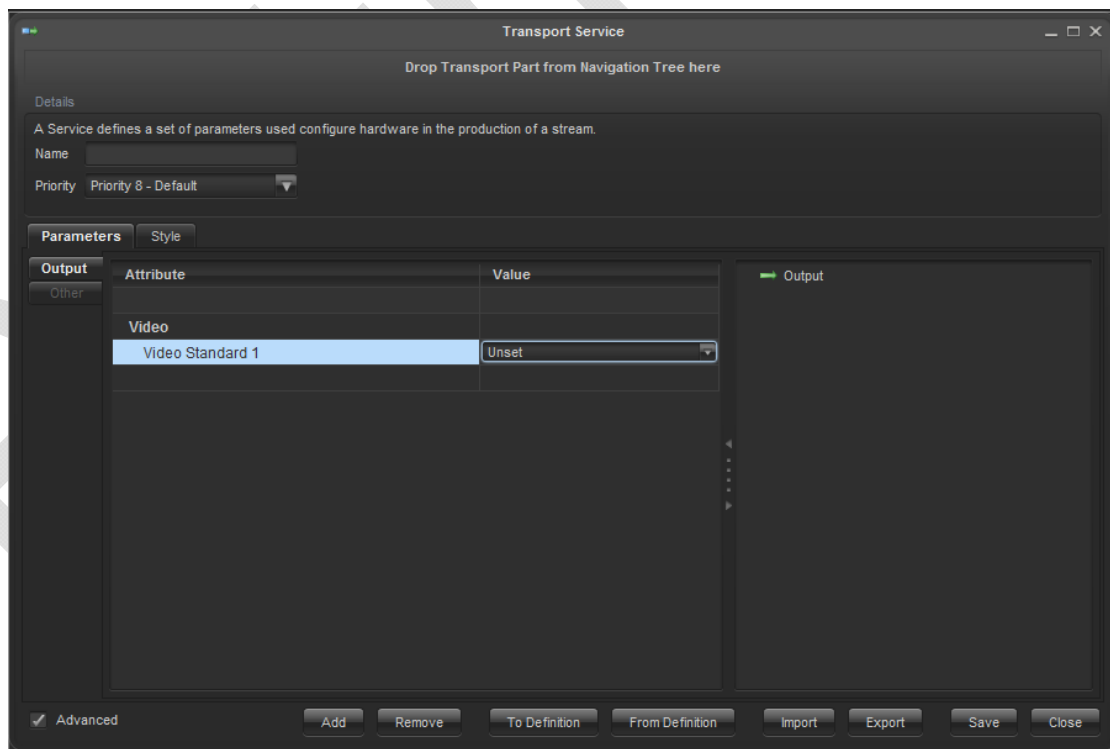 Transport Service
Drop Transport Part from Navigation Tree here
Details
A Service defines a set of parameters used configure hardware in the production of a stream.
Name
Priority Priority 8 - Default
Parameters Style
Output
Other
Attribute Value
Output
Video
Video Standard 1 Unset
Advanced Add Remove To Definition From Definition Import Export Save Close